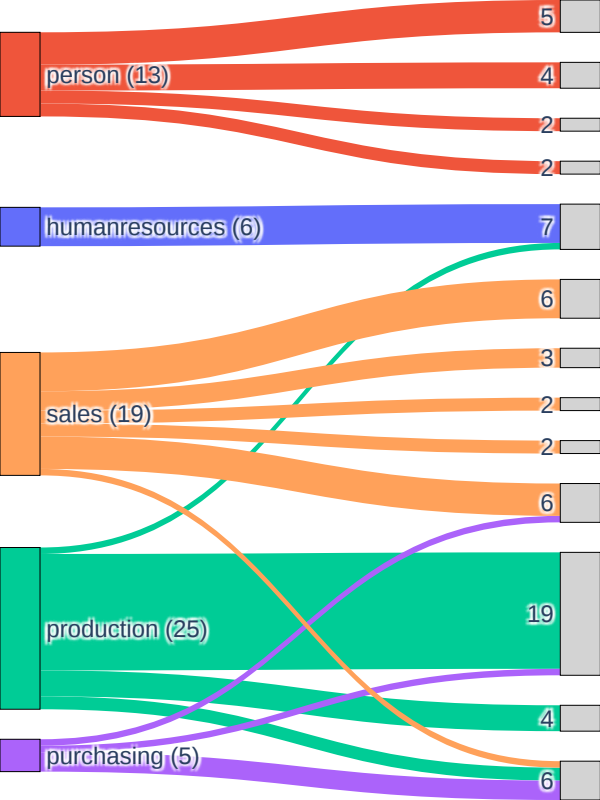 5
person (13)
4
2
2
humanresources (6)
7
6
3
2
sales (19)
2
6
19
production (25)
4
purchasing (5)
6